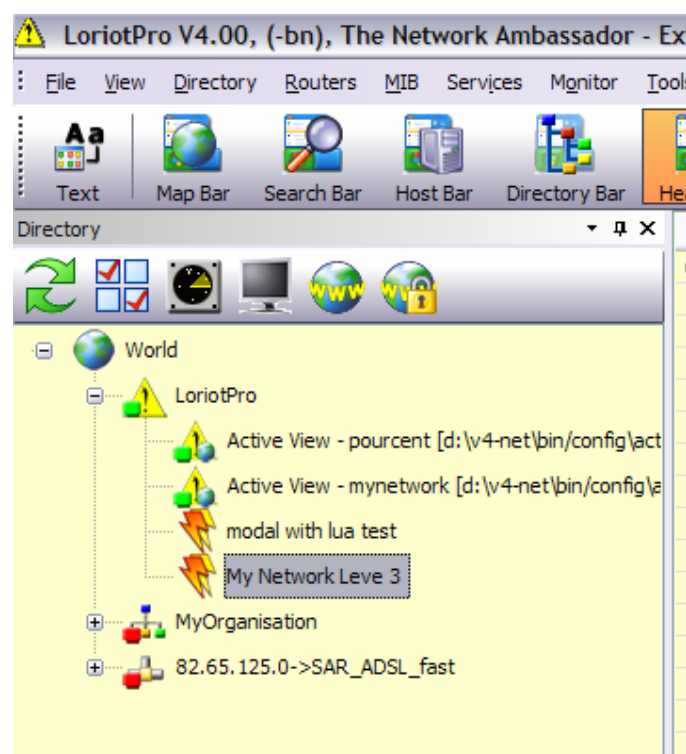 LoriotPro V4.00, (-bn), The Network Ambassador - Ex
File View Directory Routers MIB Services Monitor Tools
Aa
Text Map Bar Search Bar Host Bar Directory Bar Hea
Directory
www
World
LoriotPro
Active View - pourcent [d:\v4-net\bin/config\act
Active View - mynetwork [d:\v4-net\bin/config\a
modal with lua test
My Network Leve 3
MyOrganisation
82.65.125.0->SAR_ADSL_fast